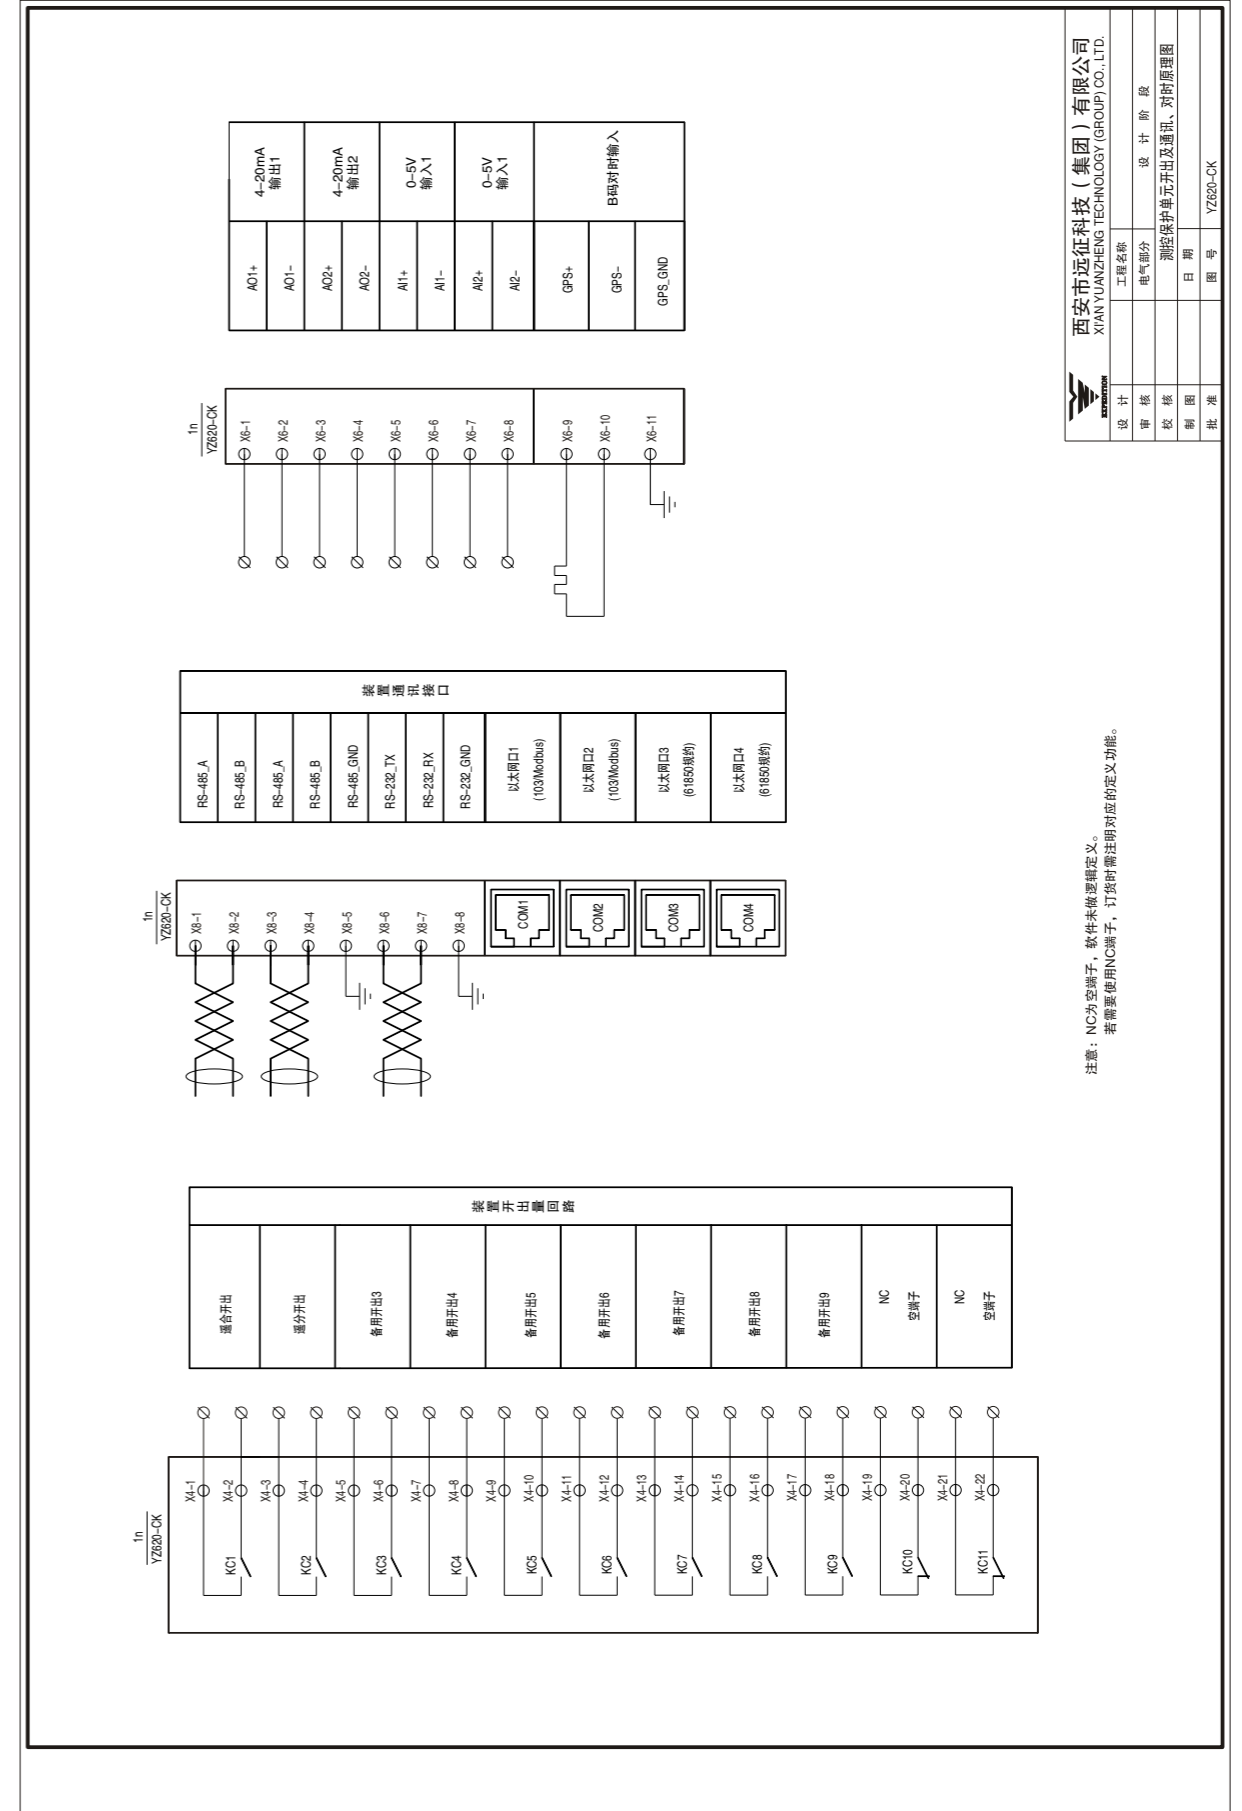 1n
YZ620-CK
X4-1
X4-2
X4-3
X4-4
X4-5
X4-6
X4-7
X4-8
X4-9
X4-10
X4-11
X4-12
X4-13
X4-14
X4-15
X4-16
X4-17
X4-18
X4-19
X4-20
X4-21
X4-22
KC1
KC2
KC3
KC4
KC5
KC6
KC7
KC8
KC9
KC10
KC11
装置开出量回路
遥合开出
遥分开出
备用开出3
备用开出4
备用开出5
备用开出6
备用开出7
备用开出8
备用开出9
NC
空端子
NC
空端子
1n
YZ620-CK
X8-1
X8-2
X8-3
X8-4
X8-5
X8-6
X8-7
X8-8
COM1
COM2
COM3
COM4
装置通讯接口
RS-485_A
RS-485_B
RS-485_A
RS-485_B
RS-485_GND
RS-232_TX
RS-232_RX
RS-232_GND
以太网口1
(103/Modbus)
以太网口2
(103/Modbus)
以太网口3
(61850规约)
以太网口4
(61850规约)
1n
YZ620-CK
X6-1
X6-2
X6-3
X6-4
X6-5
X6-6
X6-7
X6-8
X6-9
X6-10
X6-11
AO1+
AO1-
AO2+
AO2-
AI1+
AI1-
AI2+
AI2-
GPS+
GPS-
GPS_GND
4-20mA
输出1
4-20mA
输出2
0-5V
输入1
0-5V
输入1
B码对时输入
注意：NC为空端子，软件未做逻辑定义。
若需要使用NC端子，订货时需注明对应的定义功能。
EXPEDITION
西安市远征科技（集团）有限公司
XI'AN YUANZHENG TECHNOLOGY (GROUP) CO., LTD.
设 计
工程名称
审 核
电气部分
设 计 阶 段
校 核
测控保护单元开出及通讯、对时原理图
制 图
日 期
批 准
图 号
YZ620-CK